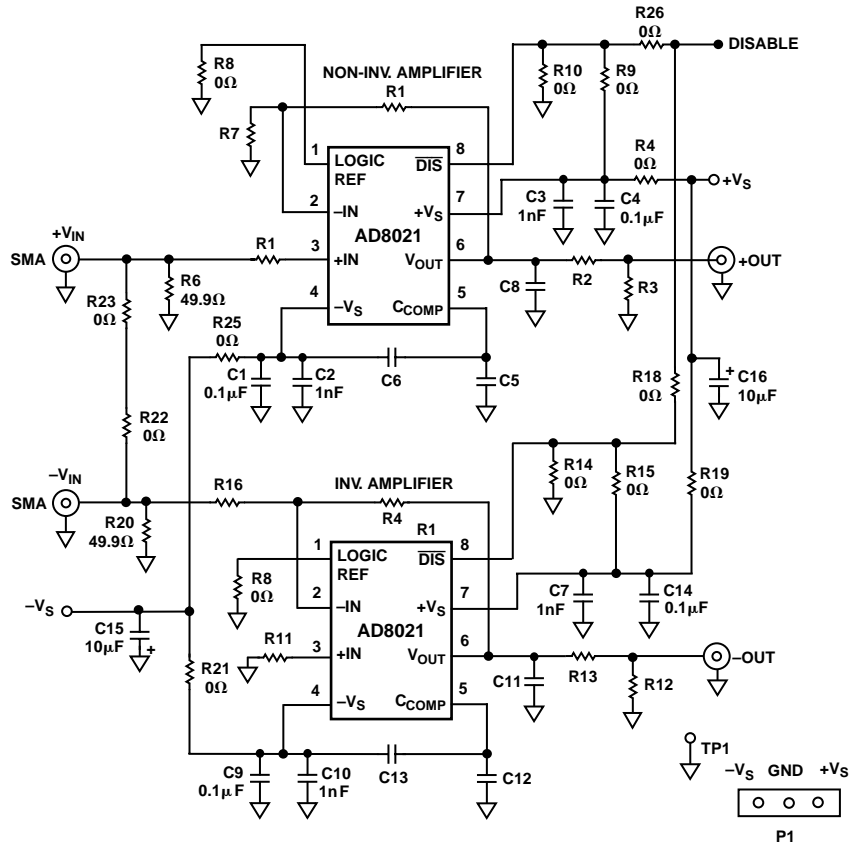 R26
0Ω
DISABLE
R8
0Ω
NON-INV. AMPLIFIER
R10
0Ω
R9
0Ω
R1
R7
R4
0Ω
1
LOGIC
REF
8
DIS
2
–IN
+VS
7
C3
1nF
C4
0.1µF
+VS
AD8021
+VIN
SMA
R1
3
+IN
VOUT
6
R2
+OUT
R6
49.9Ω
C8
R3
R23
0Ω
4
–VS
CCOMP
5
R25
0Ω
C1
0.1µF
C2
1nF
C6
C5
R18
0Ω
C16
10µF
+
R22
0Ω
–VIN
SMA
R16
INV. AMPLIFIER
R14
0Ω
R15
0Ω
R19
0Ω
R4
R20
49.9Ω
R1
1
LOGIC
REF
8
DIS
R8
0Ω
2
–IN
+VS
7
C7
1nF
C14
0.1µF
–VS
AD8021
C15
10µF
+
R11
3
+IN
VOUT
6
–OUT
R21
0Ω
C11
R13
R12
4
–VS
CCOMP
5
C9
0.1µF
C10
1nF
C13
C12
TP1
–VS GND +VS
P1